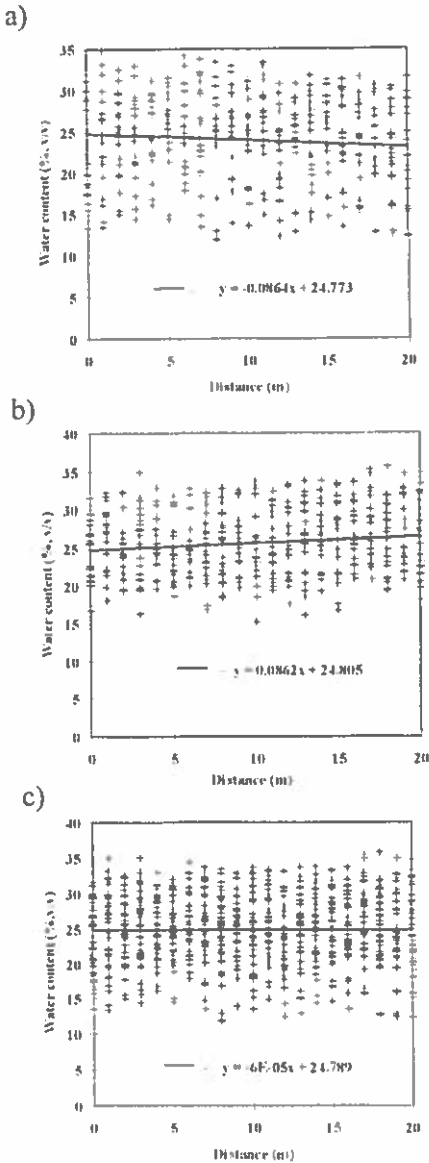 a)
35
30
25
20
15
10
5
0
Water content (%, v/v)
y = -0.0864x + 24.773
0 5 10 15 20
Distance (m)
b)
40
35
30
25
20
15
10
5
0
Water content (%, v/v)
y = 0.0862x + 24.805
0 5 10 15 20
Distance (m)
c)
40
35
30
25
20
15
10
5
0
Water content (%, v/v)
y = -6E-05x + 24.789
0 5 10 15 20
Distance (m)